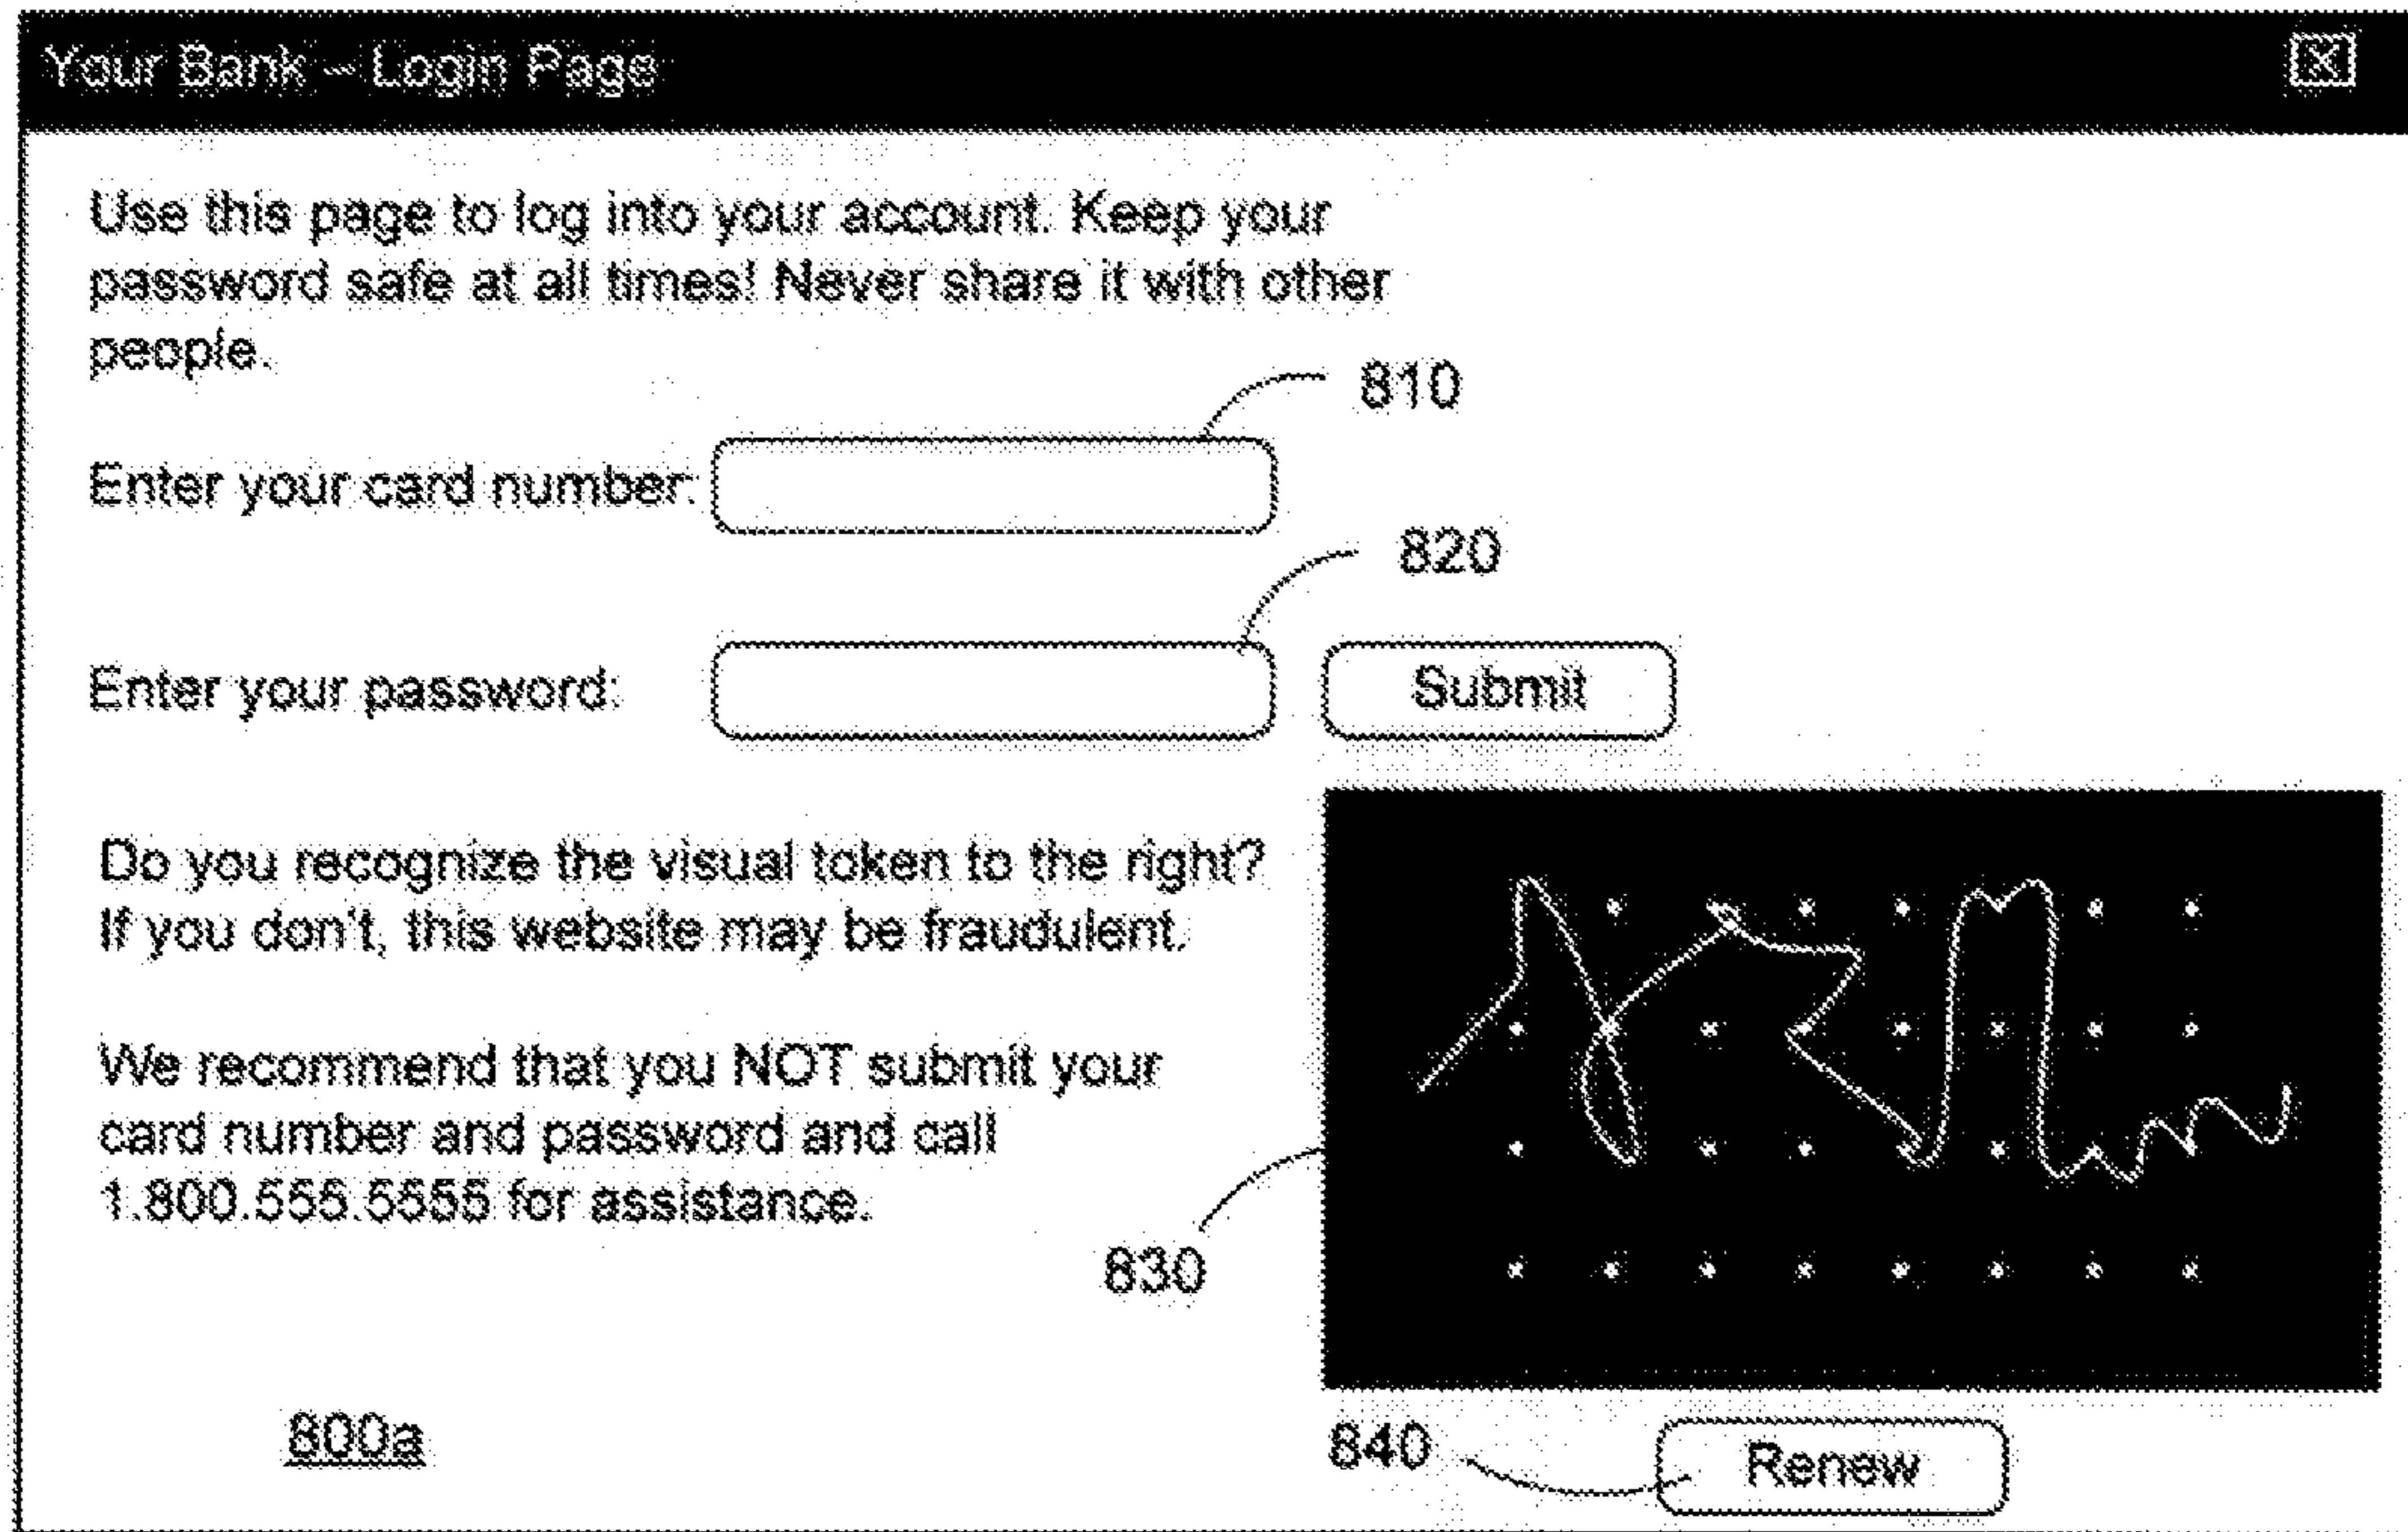 Your Bank – Login Page
X
Use this page to log into your account. Keep your
password safe at all times! Never share it with other
people.
810
Enter your card number:
820
Enter your password:
Submit
Do you recognize the visual token to the right?
If you don't, this website may be fraudulent.
We recommend that you NOT submit your
card number and password and call
1.800.555.5555 for assistance.
830
800a
840
Renew